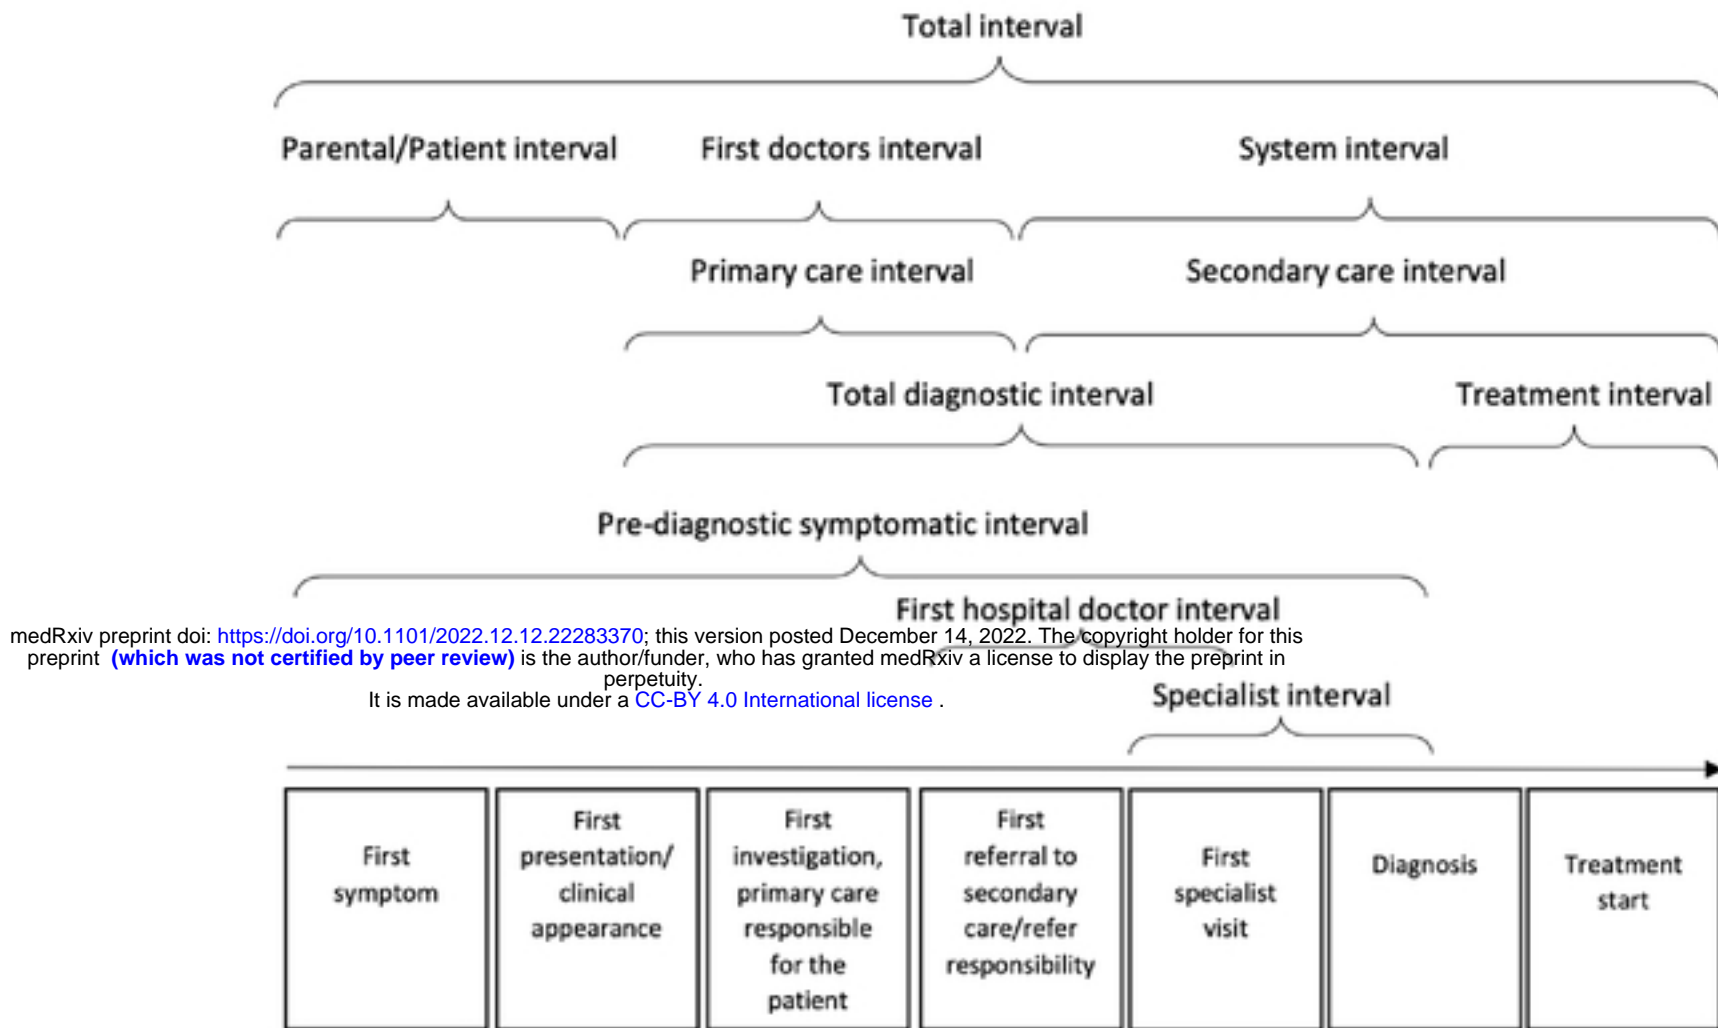 Total interval
Parental/Patient interval First doctors interval System interval
Primary care interval Secondary care interval
Total diagnostic interval Treatment interval
Pre-diagnostic symptomatic interval
First hospital doctor interval
medRxiv preprint doi: https://doi.org/10.1101/2022.12.12.22283370; this version posted December 14, 2022. The copyright holder for this
preprint (which was not certified by peer review) is the author/funder, who has granted medRxiv a license to display the preprint in
perpetuity.
It is made available under a CC-BY 4.0 International license .
Specialist interval
First
symptom
First
presentation/
clinical
appearance
First
investigation,
primary care
responsible
for the
patient
First
referral to
secondary
care/refer
responsibility
First
specialist
visit
Diagnosis
Treatment
start